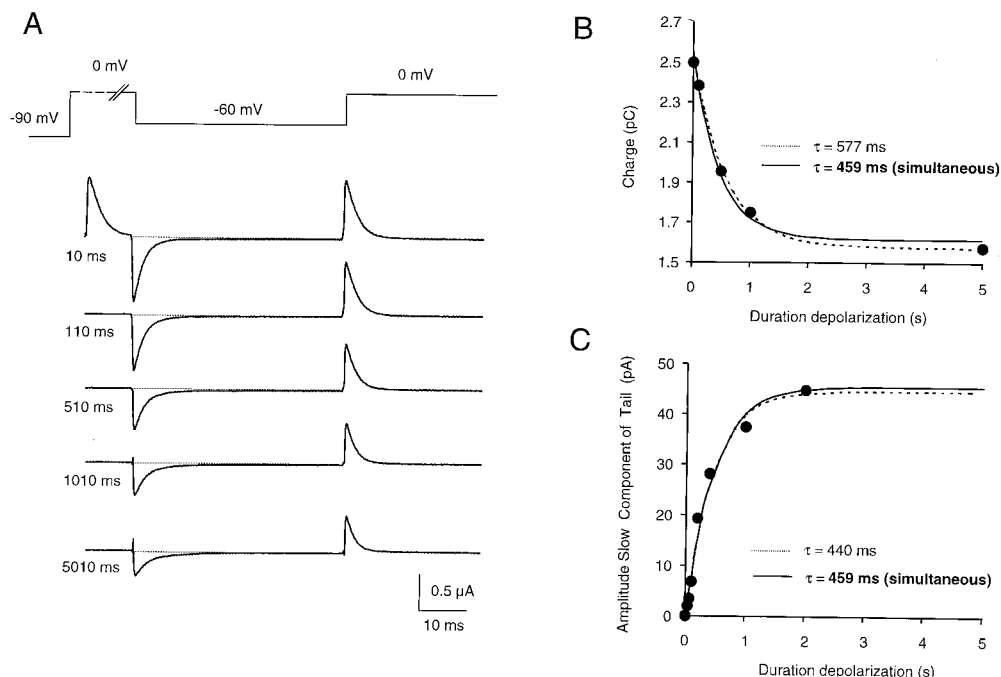 A
0 mV
0 mV
-90 mV
-60 mV
10 ms
110 ms
510 ms
1010 ms
5010 ms
0.5 µA
10 ms
B
2.7
2.5
2.3
2.1
1.9
1.7
1.5
Charge (pC)
τ = 577 ms
τ = 459 ms (simultaneous)
0 1 2 3 4 5
Duration depolarization (s)
C
50
40
30
20
10
0
Amplitude Slow Component of Tail (pA)
τ = 440 ms
τ = 459 ms (simultaneous)
0 1 2 3 4 5
Duration depolarization (s)